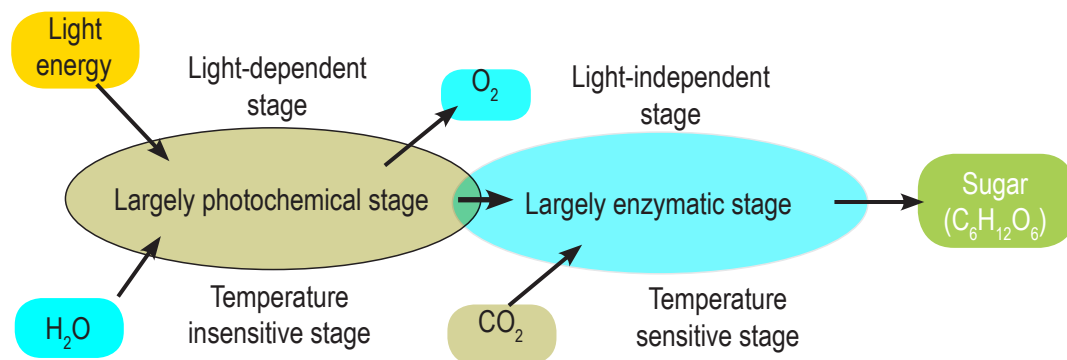 Light
energy
Light-dependent
stage
O₂
Light-independent
stage
Largely photochemical stage
Largely enzymatic stage
Sugar
(C₆H₁₂O₆)
H₂O
Temperature
insensitive stage
CO₂
Temperature
sensitive stage